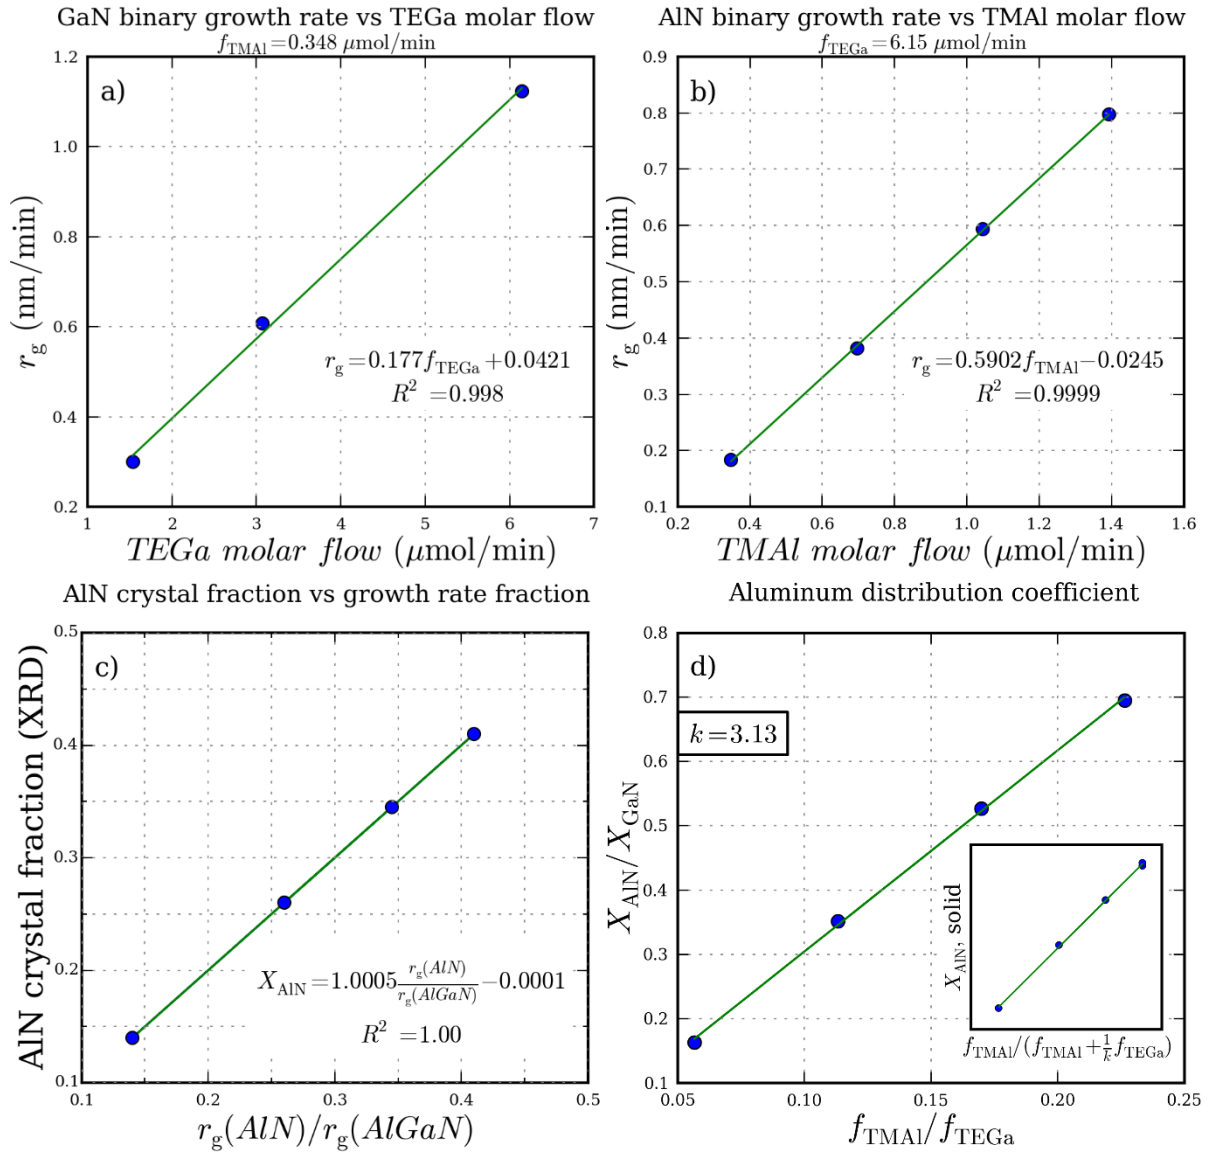 GaN binary growth rate vs TEGa molar flow
f_TMAl=0.348 μmol/min
a)
1.2
1.0
0.8
0.6
0.4
0.2
r_g (nm/min)
r_g=0.177f_TEGa+0.0421
R² =0.998
1 2 3 4 5 6 7
TEGa molar flow (μmol/min)
AlN binary growth rate vs TMAl molar flow
f_TEGa=6.15 μmol/min
b)
0.9
0.8
0.7
0.6
0.5
0.4
0.3
0.2
0.1
r_g (nm/min)
r_g=0.5902f_TMAl−0.0245
R² =0.9999
0.2 0.4 0.6 0.8 1.0 1.2 1.4 1.6
TMAl molar flow (μmol/min)
AlN crystal fraction vs growth rate fraction
c)
0.5
0.4
0.3
0.2
0.1
AlN crystal fraction (XRD)
X_AlN=1.0005 r_g(AlN)/r_g(AlGaN)−0.0001
R² =1.00
0.1 0.2 0.3 0.4 0.5
r_g(AlN)/r_g(AlGaN)
Aluminum distribution coefficient
d)
k=3.13
0.8
0.7
0.6
0.5
0.4
0.3
0.2
0.1
X_AlN/X_GaN
X_AlN, solid
f_TMAl/(f_TMAl+1/k f_TEGa)
0.05 0.10 0.15 0.20 0.25
f_TMAl/f_TEGa